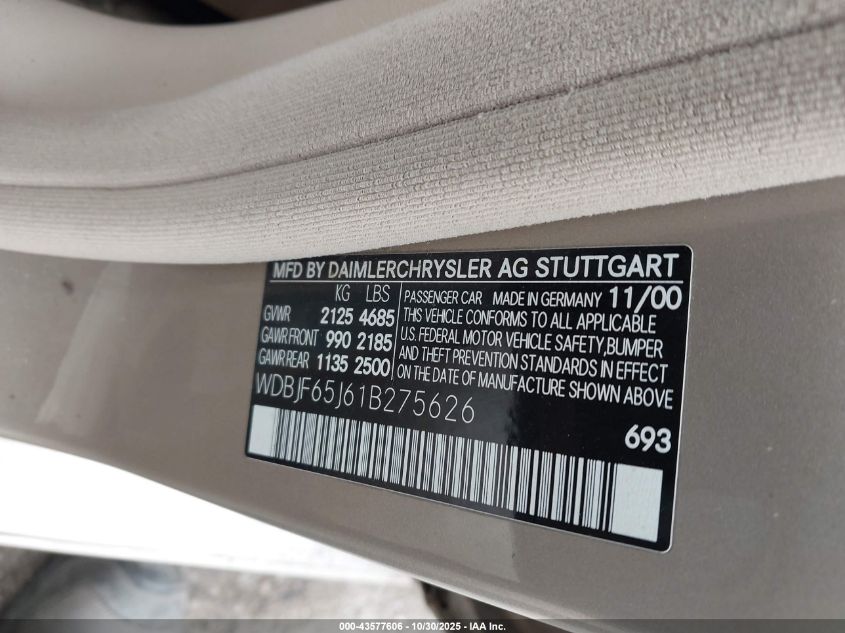 MFD BY DAIMLERCHRYSLER AG STUTTGART
KG LBS
GVWR 2125 4685
GAWR FRONT 990 2185
GAWR REAR 1135 2500
PASSENGER CAR MADE IN GERMANY 11/00
THIS VEHICLE CONFORMS TO ALL APPLICABLE
U.S. FEDERAL MOTOR VEHICLE SAFETY,BUMPER
AND THEFT PREVENTION STANDARDS IN EFFECT
ON THE DATE OF MANUFACTURE SHOWN ABOVE
WDBJF65J61B275626
693
000-43577606 - 10/30/2025 - IAA Inc.